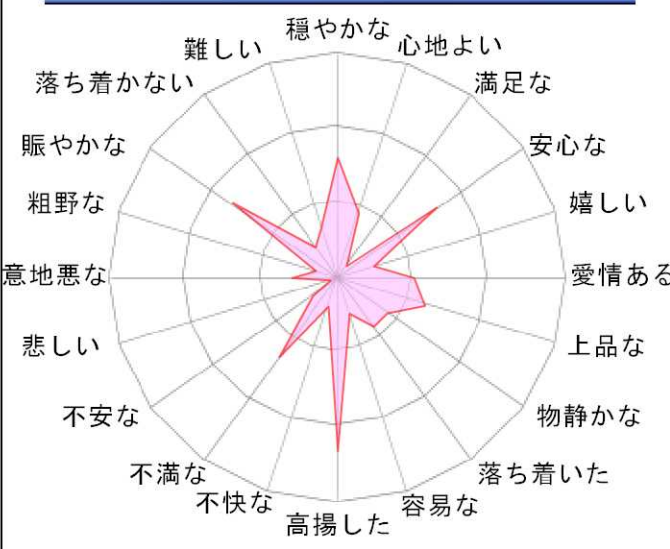 穏やかな
心地よい
満足な
安心な
嬉しい
愛情ある
上品な
物静かな
落ち着いた
容易な
高揚した
不快な
不満な
不安な
悲しい
意地悪な
粗野な
賑やかな
落ち着かない
難しい